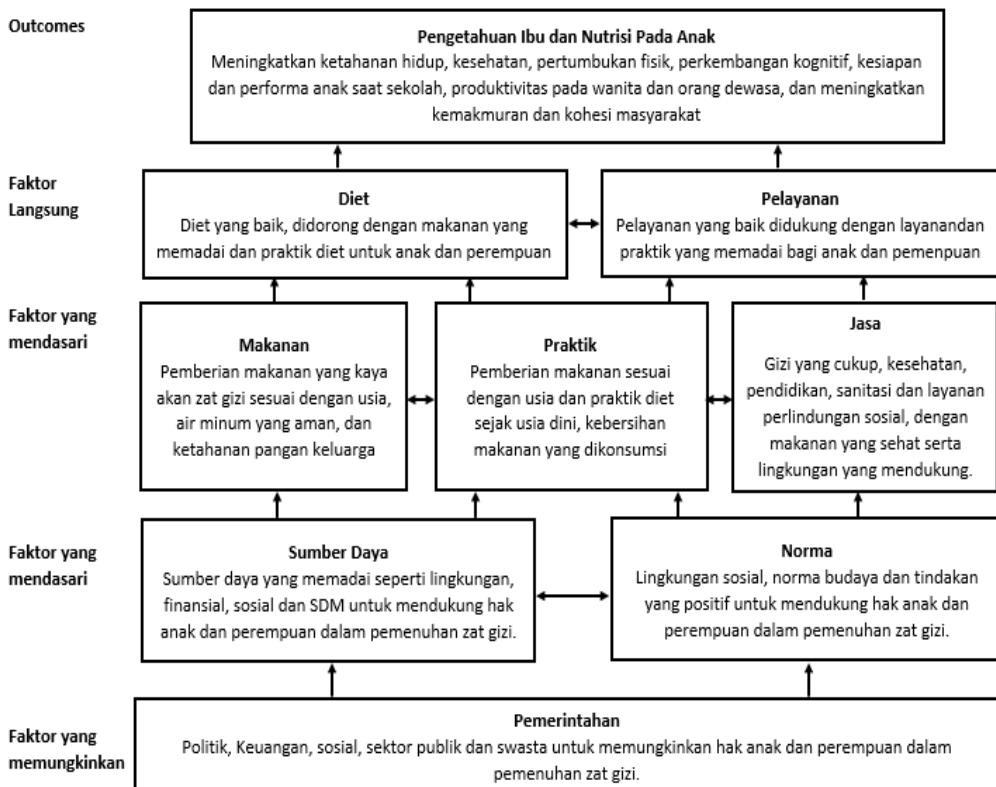 Outcomes
Pengetahuan Ibu dan Nutrisi Pada Anak
Meningkatkan ketahanan hidup, kesehatan, pertumbukan fisik, perkembangan kognitif, kesiapan
dan performa anak saat sekolah, produktivitas pada wanita dan orang dewasa, dan meningkatkan
kemakmuran dan kohesi masyarakat
Faktor
Langsung
Diet
Diet yang baik, didorong dengan makanan yang
memadai dan praktik diet untuk anak dan perempuan
Pelayanan
Pelayanan yang baik didukung dengan layanandan
praktik yang memadai bagi anak dan pemenpuan
Faktor yang
mendasari
Makanan
Pemberian makanan yang kaya
akan zat gizi sesuai dengan usia,
air minum yang aman, dan
ketahanan pangan keluarga
Praktik
Pemberian makanan sesuai
dengan usia dan praktik diet
sejak usia dini, kebersihan
makanan yang dikonsumsi
Jasa
Gizi yang cukup, kesehatan,
pendidikan, sanitasi dan layanan
perlindungan sosial, dengan
makanan yang sehat serta
lingkungan yang mendukung.
Faktor yang
mendasari
Sumber Daya
Sumber daya yang memadai seperti lingkungan,
finansial, sosial dan SDM untuk mendukung hak
anak dan perempuan dalam pemenuhan zat gizi.
Norma
Lingkungan sosial, norma budaya dan tindakan
yang positif untuk mendukung hak anak dan
perempuan dalam pemenuhan zat gizi.
Faktor yang
memungkinkan
Pemerintahan
Politik, Keuangan, sosial, sektor publik dan swasta untuk memungkinkan hak anak dan perempuan dalam
pemenuhan zat gizi.